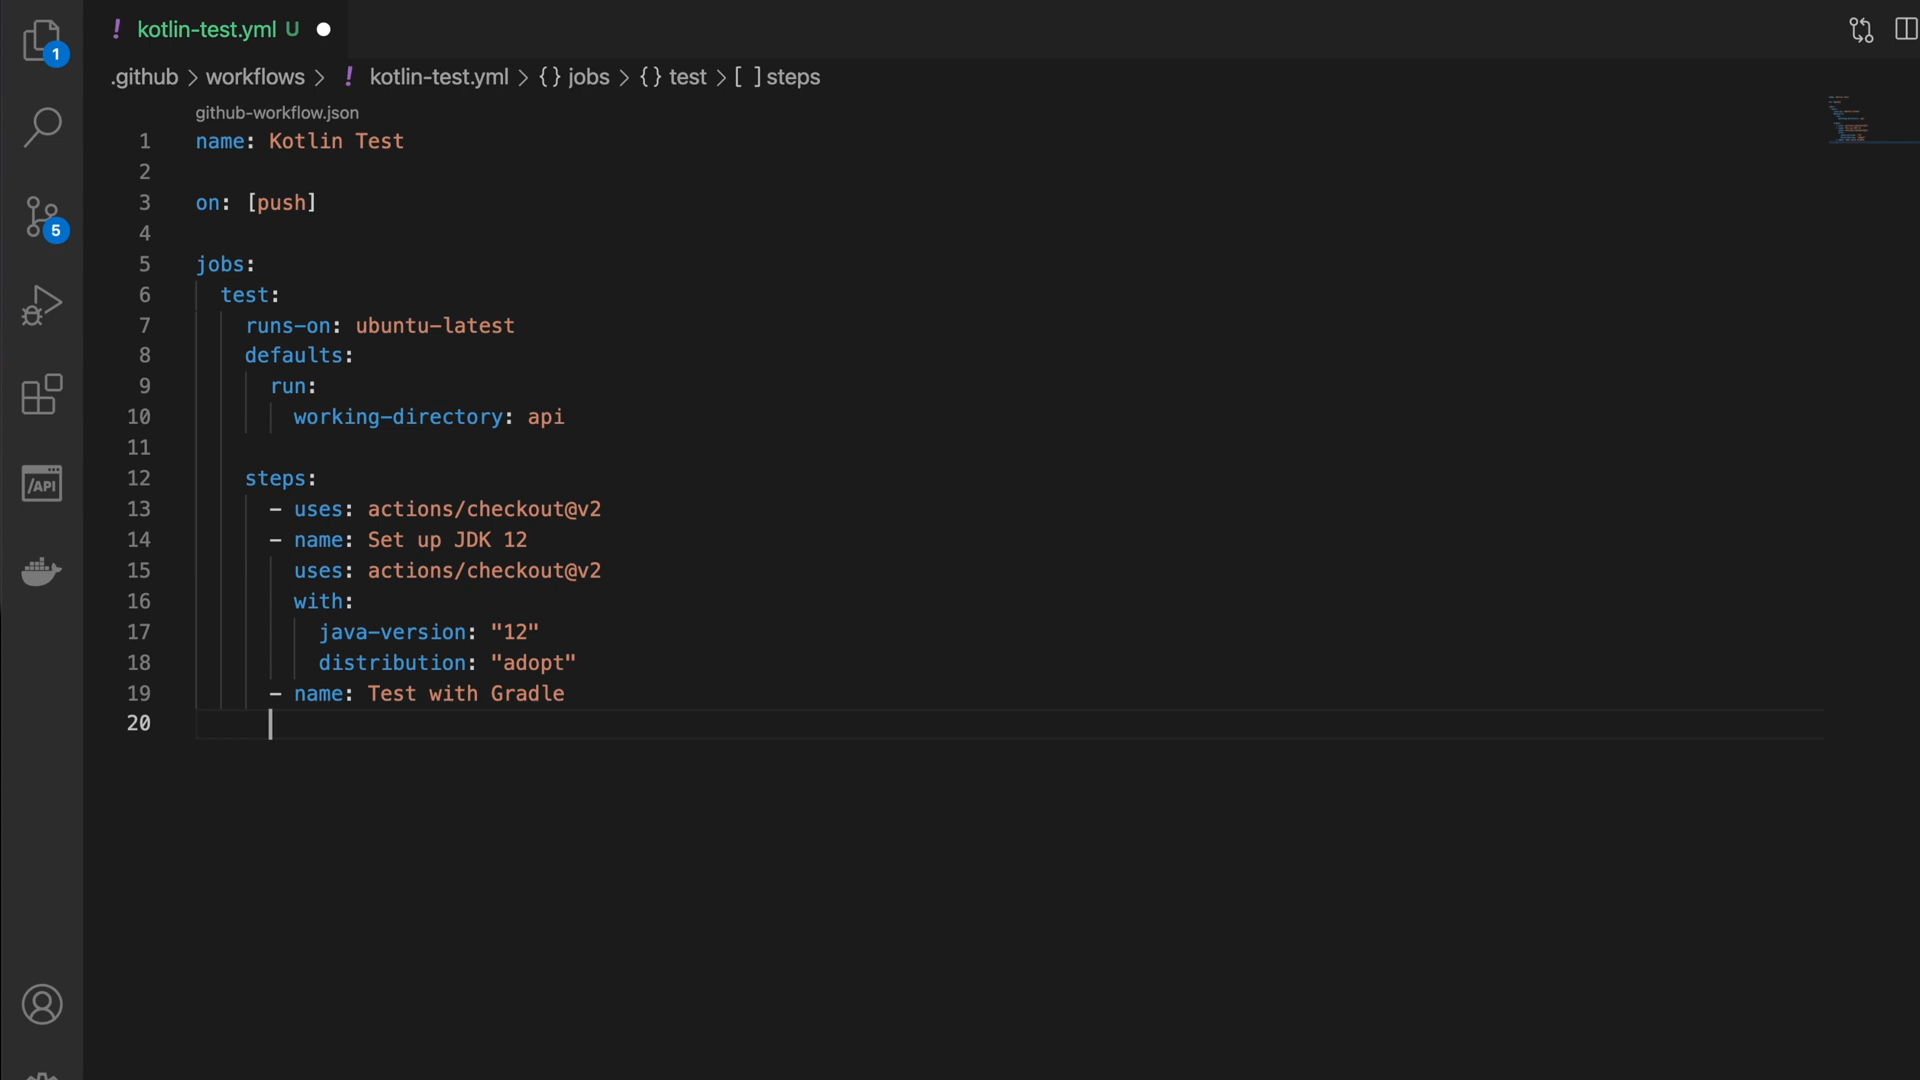 ! kotlin-test.yml U
.github > workflows > ! kotlin-test.yml > {} jobs > {} test > [ ] steps
github-workflow.json
1 name: Kotlin Test
2
3 on: [push]
4
5 jobs:
6 test:
7 runs-on: ubuntu-latest
8 defaults:
9 run:
10 working-directory: api
11
12 steps:
13 - uses: actions/checkout@v2
14 - name: Set up JDK 12
15 uses: actions/checkout@v2
16 with:
17 java-version: "12"
18 distribution: "adopt"
19 - name: Test with Gradle
20
1
5
/API